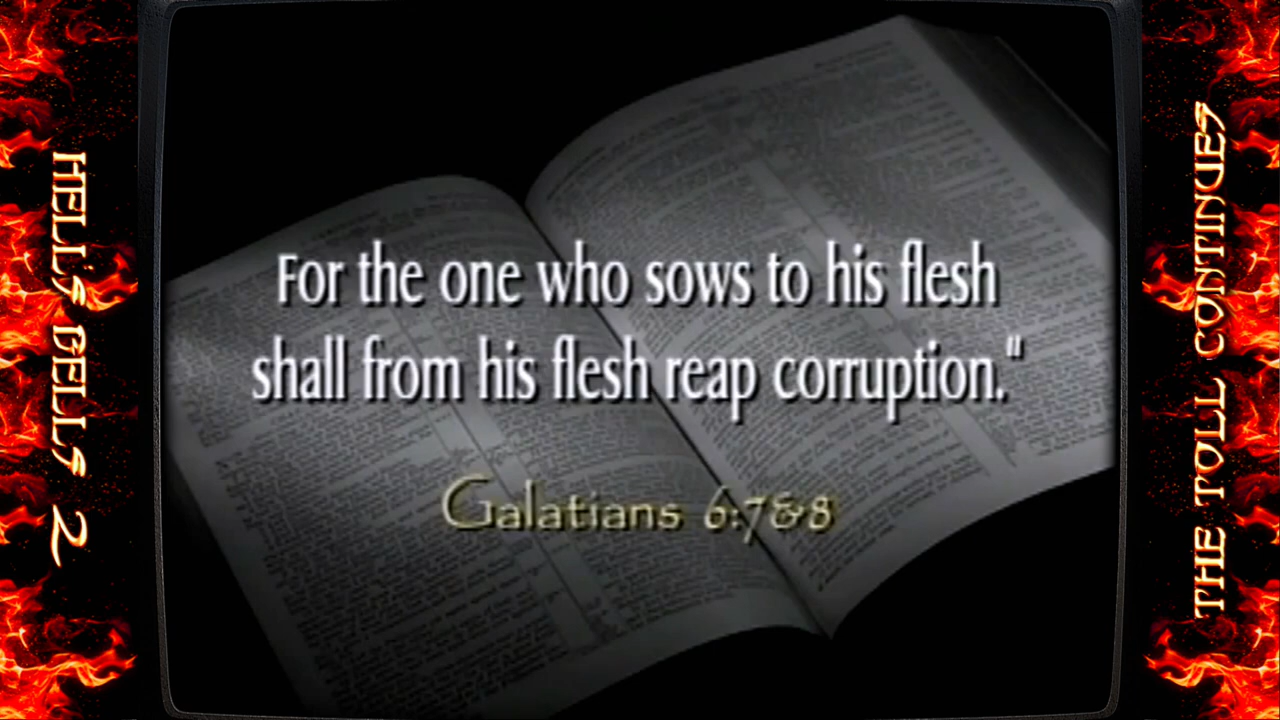 HELL'S BELLS 2
For the one who sows to his flesh
shall from his flesh reap corruption."
Galatians 6:7&8
THE TOLL CONTINUES